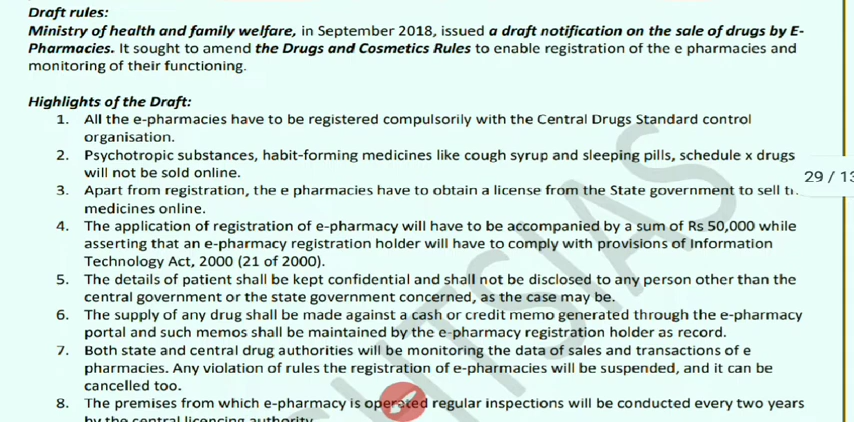 Draft rules:
Ministry of health and family welfare, in September 2018, issued a draft notification on the sale of drugs by E-
Pharmacies. It sought to amend the Drugs and Cosmetics Rules to enable registration of the e pharmacies and
monitoring of their functioning.
Highlights of the Draft:
1. All the e-pharmacies have to be registered compulsorily with the Central Drugs Standard control
organisation.
2. Psychotropic substances, habit-forming medicines like cough syrup and sleeping pills, schedule x drugs
will not be sold online.
29 / 13
3. Apart from registration, the e pharmacies have to obtain a license from the State government to sell
medicines online.
4. The application of registration of e-pharmacy will have to be accompanied by a sum of Rs 50,000 while
asserting that an e-pharmacy registration holder will have to comply with provisions of Information
Technology Act, 2000 (21 of 2000).
5. The details of patient shall be kept confidential and shall not be disclosed to any person other than the
central government or the state government concerned, as the case may be.
6. The supply of any drug shall be made against a cash or credit memo generated through the e-pharmacy
portal and such memos shall be maintained by the e-pharmacy registration holder as record.
7. Both state and central drug authorities will be monitoring the data of sales and transactions of e
pharmacies. Any violation of rules the registration of e-pharmacies will be suspended, and it can be
cancelled too.
8. The premises from which e-pharmacy is operated regular inspections will be conducted every two years
by the central licencing authority